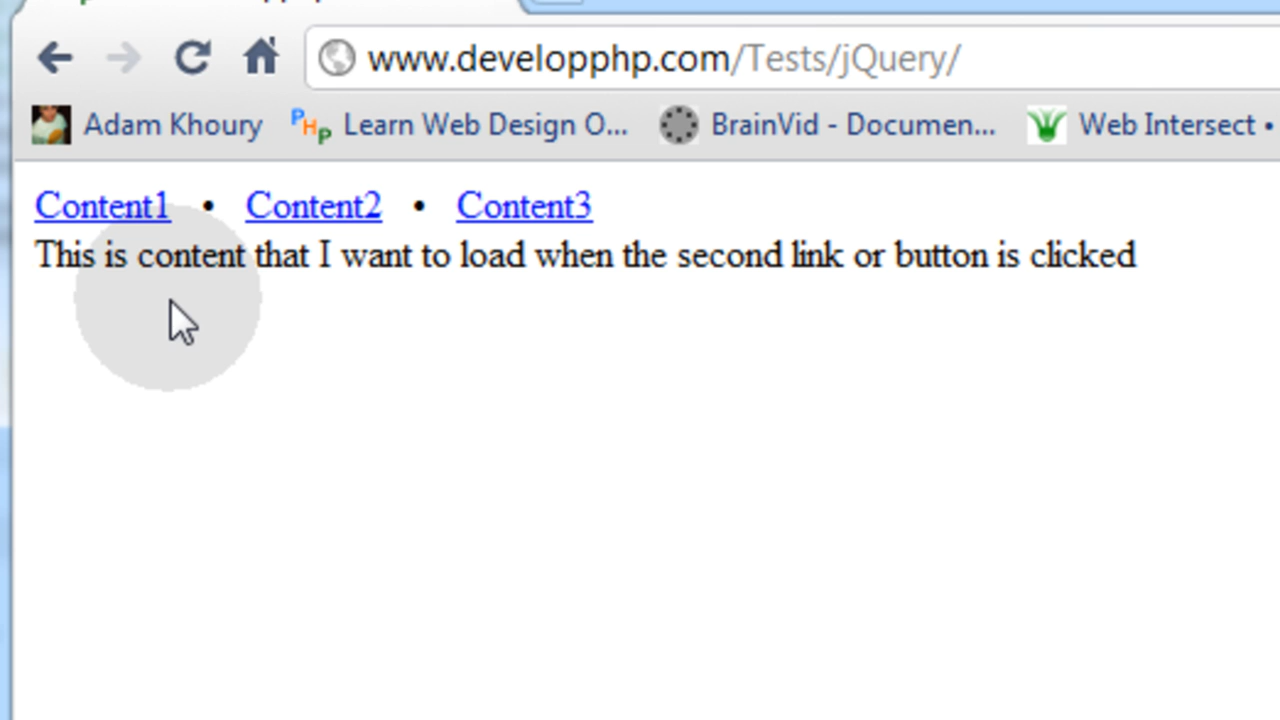 www.developphp.com/Tests/jQuery/
Adam Khoury PHP Learn Web Design O... BrainVid - Documen... Web Intersect •
Content1 • Content2 • Content3
This is content that I want to load when the second link or button is clicked